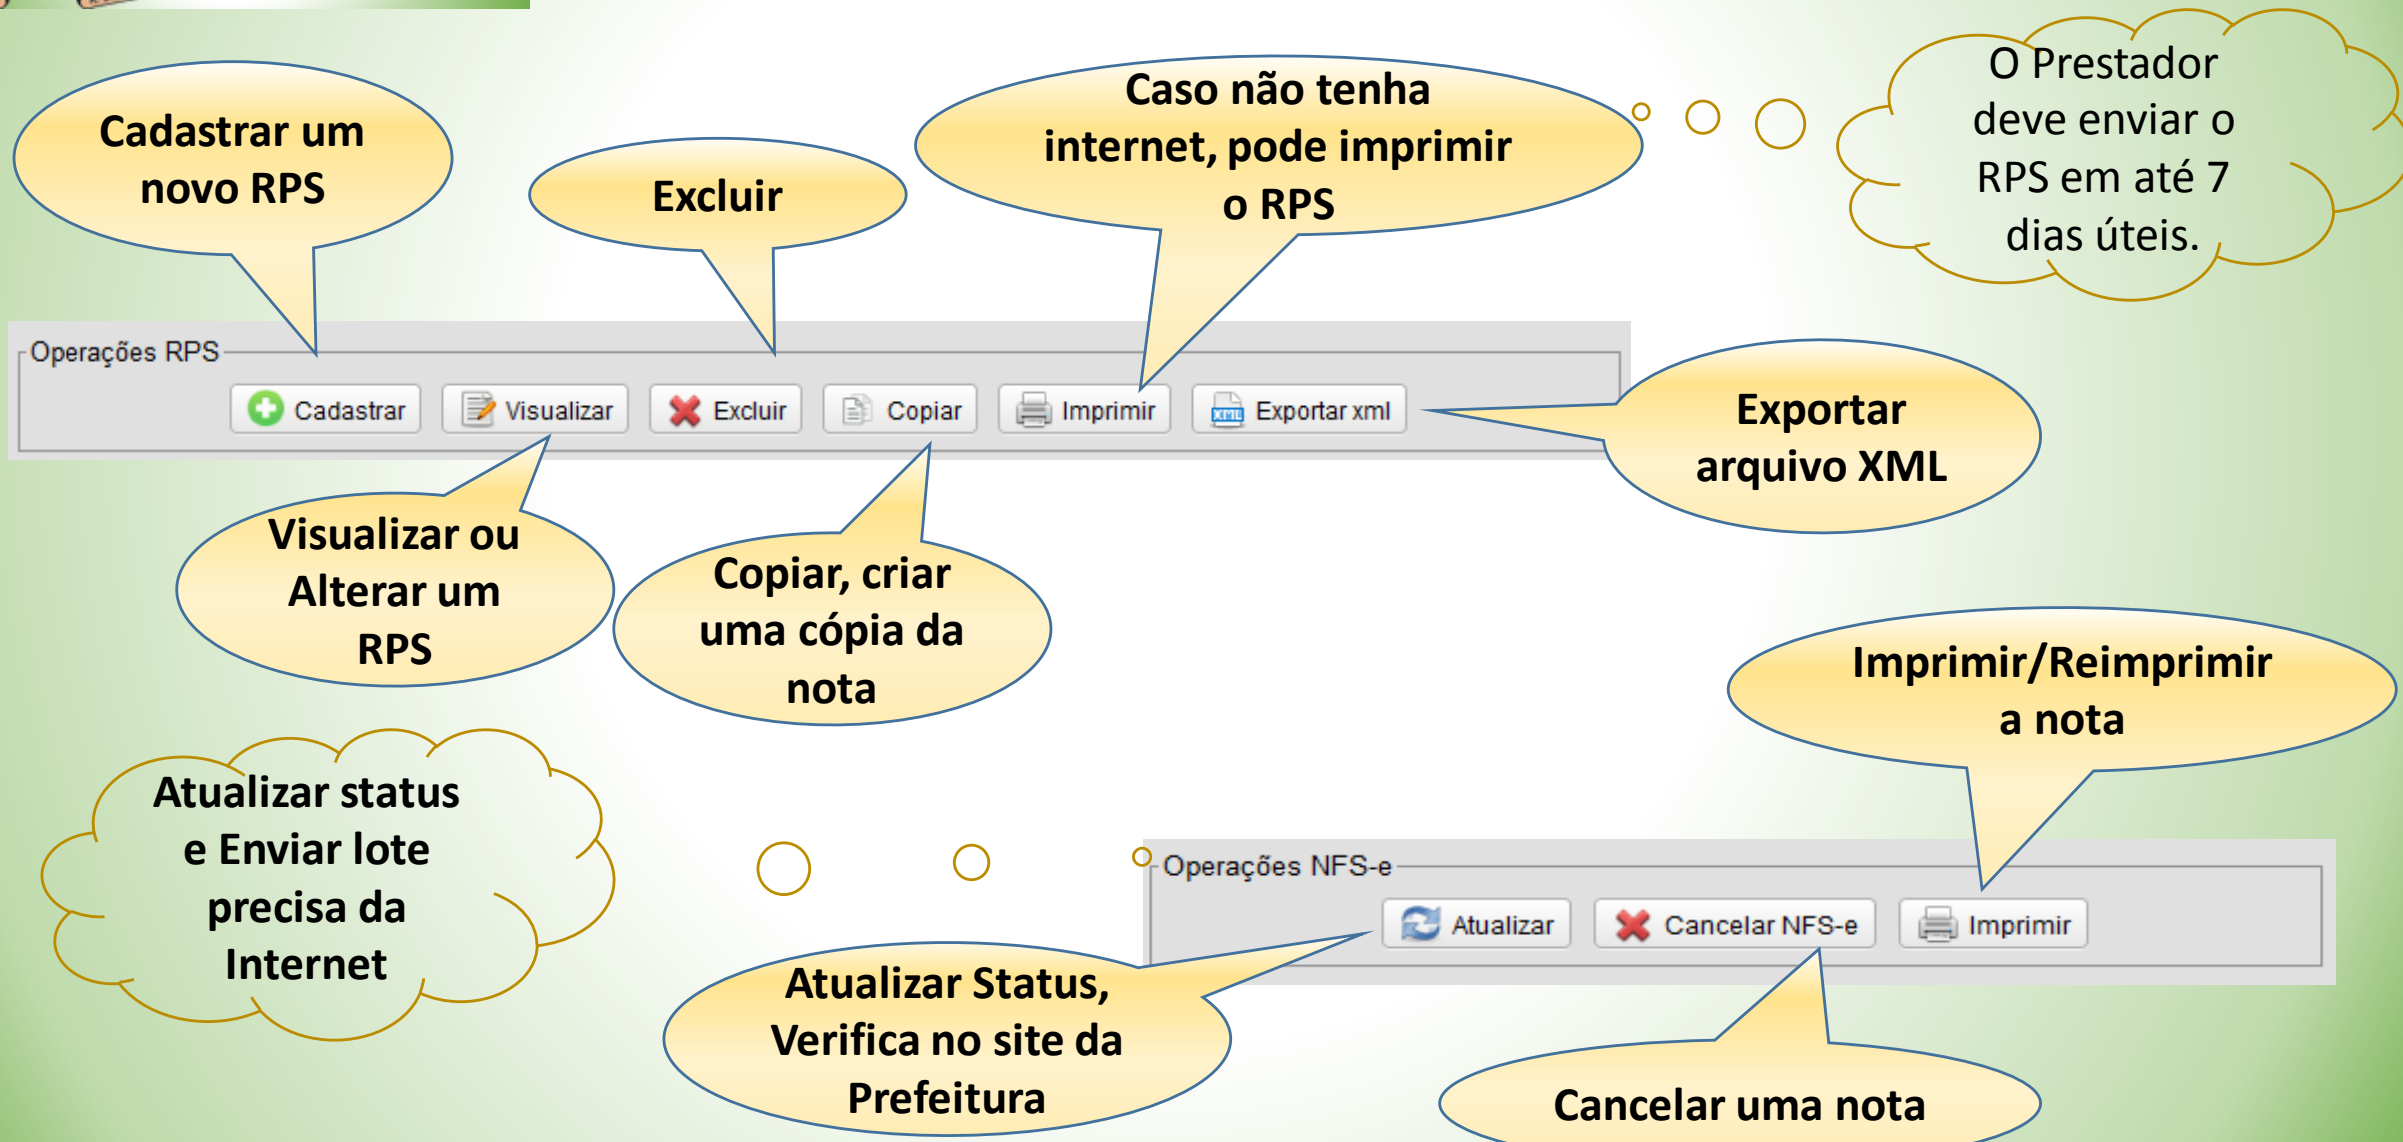 Cadastrar um
novo RPS
Excluir
Caso não tenha
internet, pode imprimir
o RPS
O Prestador
deve enviar o
RPS em até 7
dias úteis.
Operações RPS
Cadastrar
Visualizar
Excluir
Copiar
Imprimir
Exportar xml
Exportar
arquivo XML
Visualizar ou
Alterar um
RPS
Copiar, criar
uma cópia da
nota
Imprimir/Reimprimir
a nota
Atualizar status
e Enviar lote
precisa da
Internet
Operações NFS-e
Atualizar
Cancelar NFS-e
Imprimir
Atualizar Status,
Verifica no site da
Prefeitura
Cancelar uma nota